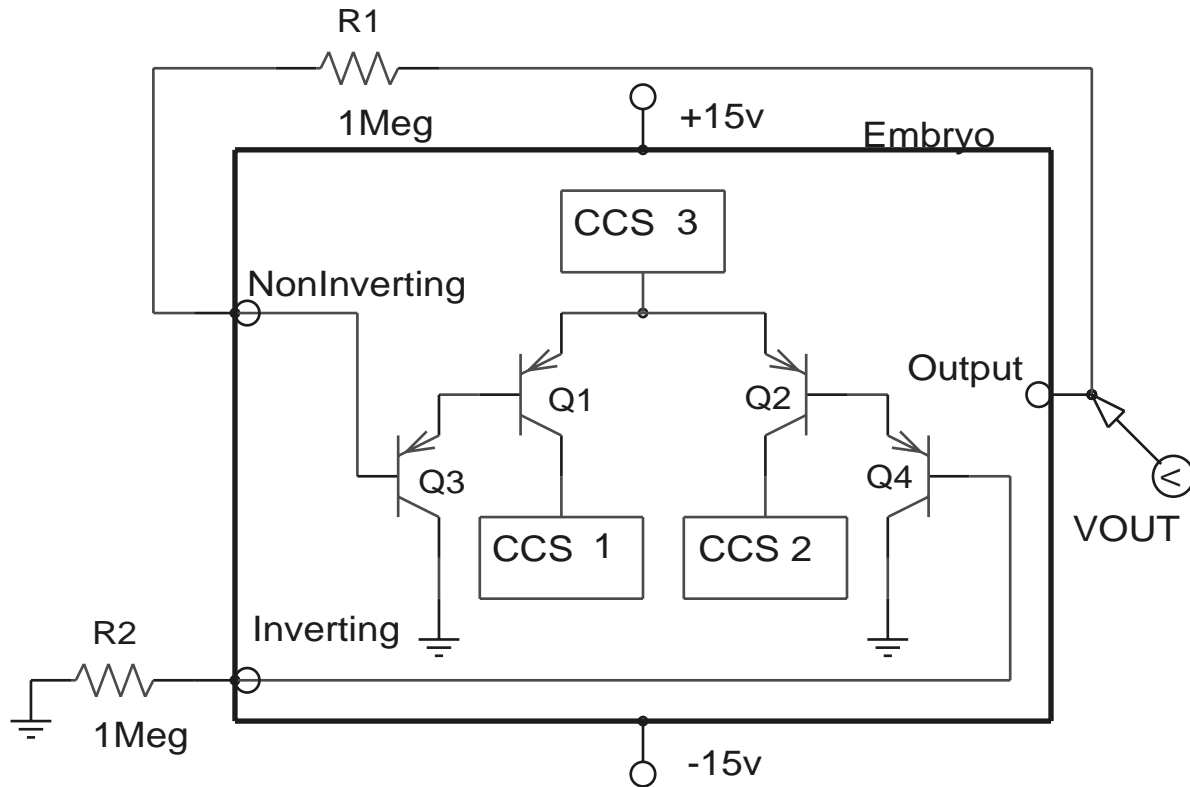 R1
1Meg
+15v
Embryo
CCS 3
NonInverting
Output
Q1
Q2
Q3
Q4
CCS 1
CCS 2
VOUT
V
R2
Inverting
1Meg
-15v